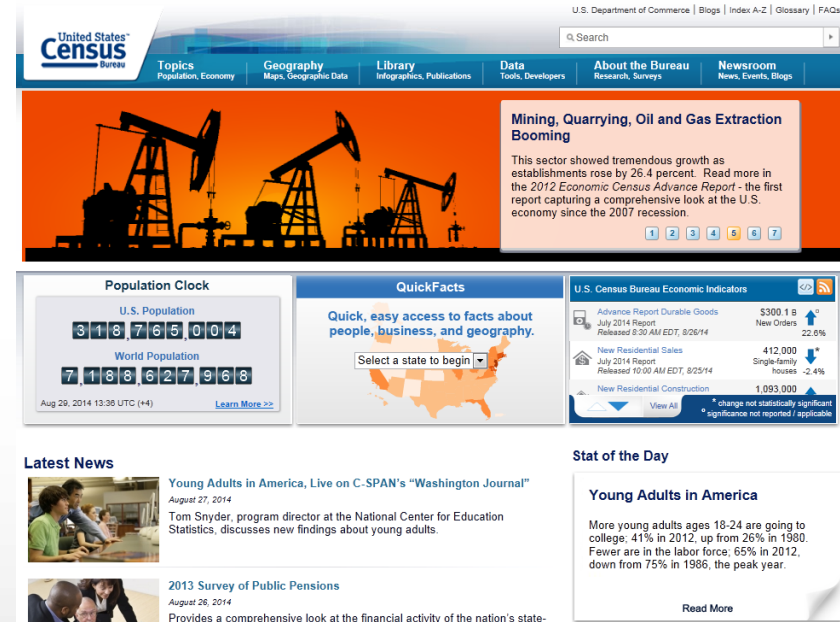 U.S. Department of Commerce | Blogs | Index A-Z | Glossary | FAQs
United States™
Census
Bureau
Search
Topics
Population, Economy
Geography
Maps, Geographic Data
Library
Infographics, Publications
Data
Tools, Developers
About the Bureau
Research, Surveys
Newsroom
News, Events, Blogs
Mining, Quarrying, Oil and Gas Extraction
Booming
This sector showed tremendous growth as
establishments rose by 26.4 percent. Read more in
the 2012 Economic Census Advance Report - the first
report capturing a comprehensive look at the U.S.
economy since the 2007 recession.
1 2 3 4 5 6 7
Population Clock
U.S. Population
318,765,004
World Population
7,188,627,968
Aug 29, 2014 13:36 UTC (+4)
Learn More >>
QuickFacts
Quick, easy access to facts about
people, business, and geography.
Select a state to begin
U.S. Census Bureau Economic Indicators
</>
Advance Report Durable Goods
July 2014 Report
Released 8:30 AM EDT, 8/26/14
$300.1 B
New Orders
°
22.6%
New Residential Sales
July 2014 Report
Released 10:00 AM EDT, 8/25/14
412,000
Single-family
houses
*
-2.4%
New Residential Construction
1,093,000
View All
* change not statistically significant
° significance not reported / applicable
Latest News
Young Adults in America, Live on C-SPAN's “Washington Journal”
August 27, 2014
Tom Snyder, program director at the National Center for Education
Statistics, discusses new findings about young adults.
2013 Survey of Public Pensions
August 26, 2014
Provides a comprehensive look at the financial activity of the nation's state-
Stat of the Day
Young Adults in America
More young adults ages 18-24 are going to
college; 41% in 2012, up from 26% in 1980.
Fewer are in the labor force; 65% in 2012,
down from 75% in 1986, the peak year.
Read More